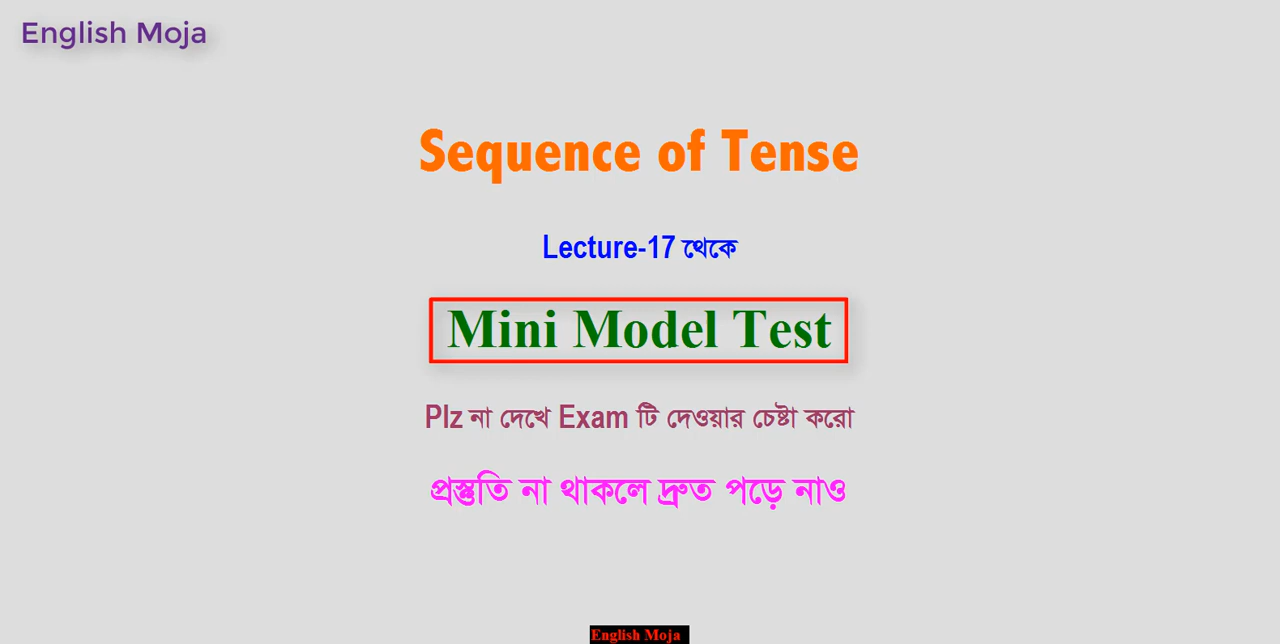 English Moja
Sequence of Tense
Lecture-17 থেকে
Mini Model Test
Plz না দেখে Exam টি দেওয়ার চেষ্টা করো
প্রস্তুতি না থাকলে দ্রুত পড়ে নাও
English Moja